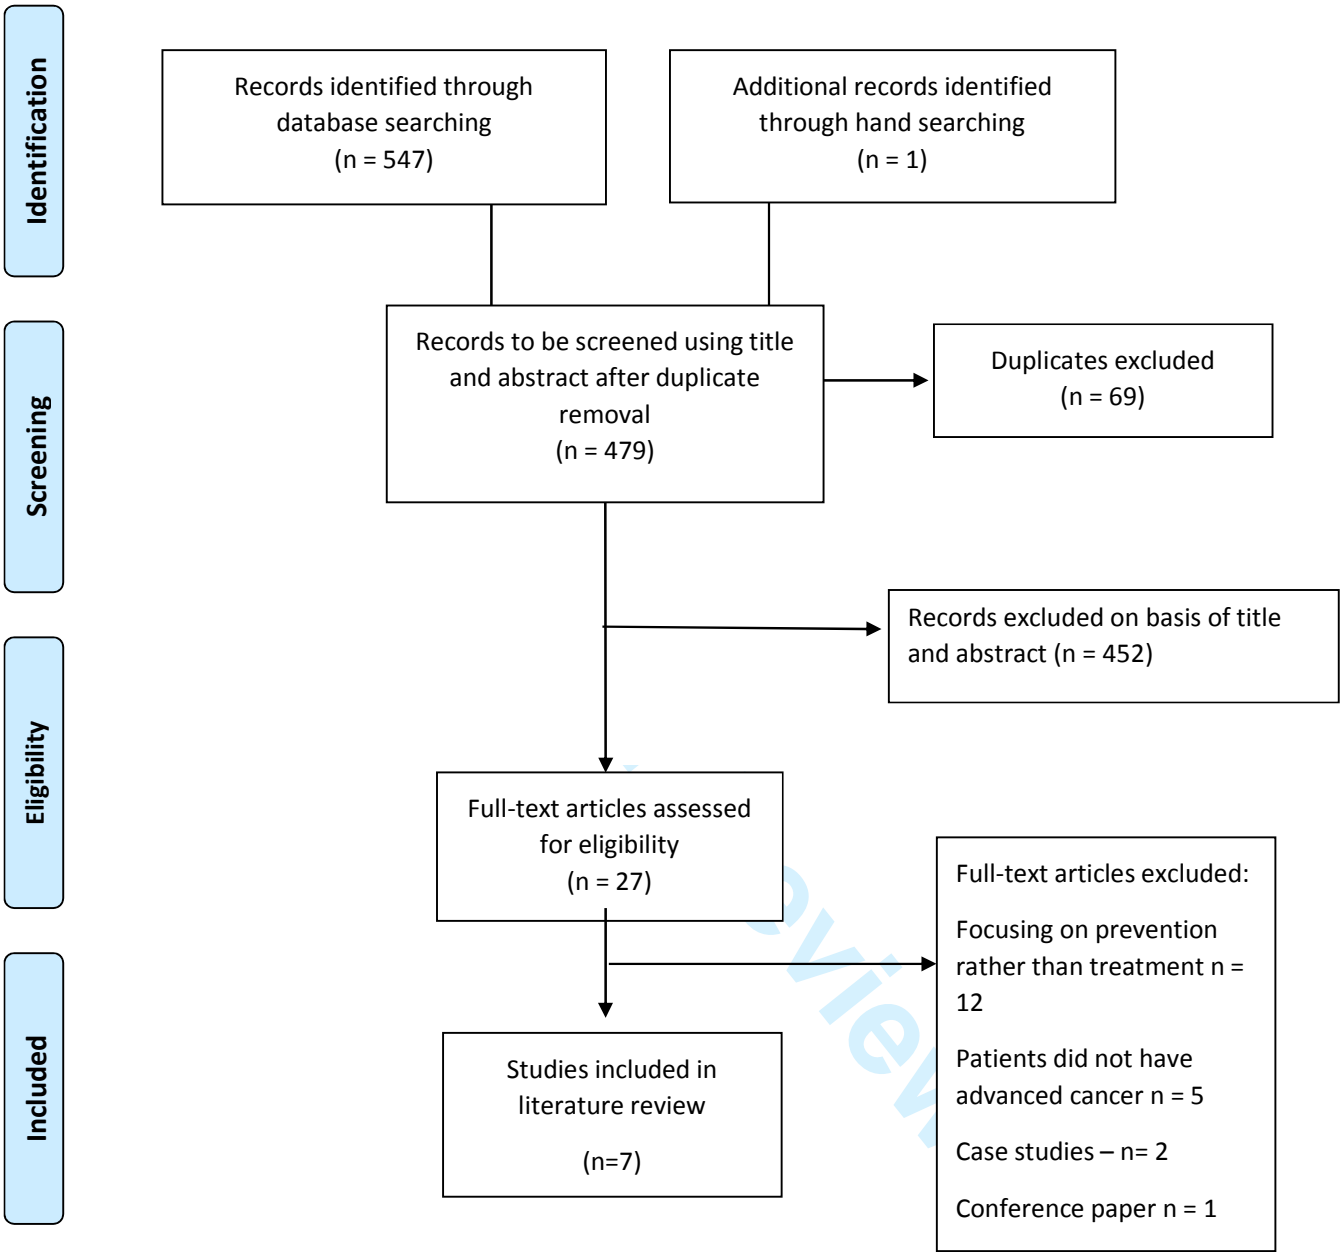 Identification
Records identified through
database searching
(n = 547)
Additional records identified
through hand searching
(n = 1)
Screening
Records to be screened using title
and abstract after duplicate
removal
(n = 479)
Duplicates excluded
(n = 69)
Records excluded on basis of title
and abstract (n = 452)
Eligibility
Full-text articles assessed
for eligibility
(n = 27)
Full-text articles excluded:
Focusing on prevention
rather than treatment n =
12
Patients did not have
advanced cancer n = 5
Case studies – n= 2
Conference paper n = 1
Included
Studies included in
literature review
(n=7)